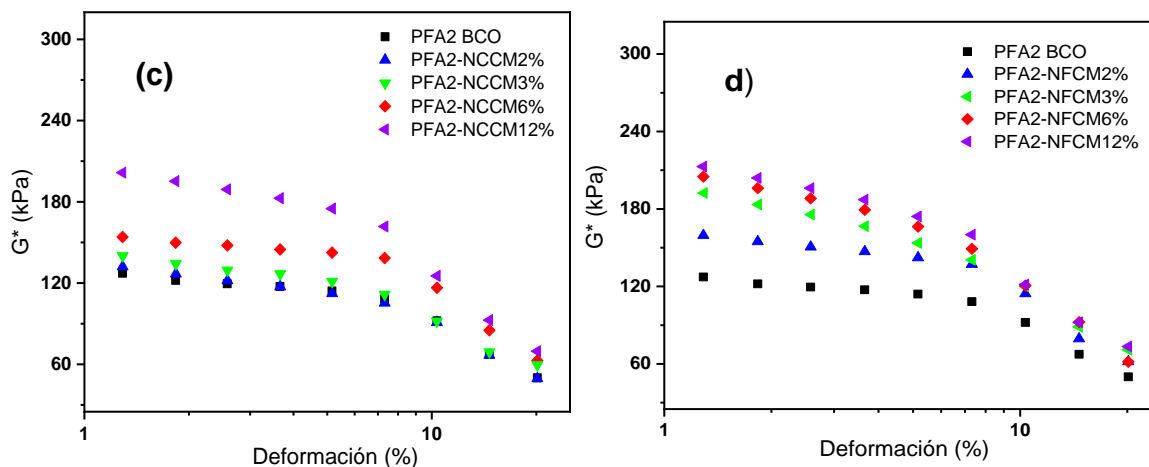 (c)
PFA2 BCO
PFA2-NCCM2%
PFA2-NCCM3%
PFA2-NCCM6%
PFA2-NCCM12%
300
240
180
120
60
G* (kPa)
1
10
Deformación (%)
d)
PFA2 BCO
PFA2-NFCM2%
PFA2-NFCM3%
PFA2-NFCM6%
PFA2-NFCM12%
300
240
180
120
60
G* (kPa)
1
10
Deformación (%)